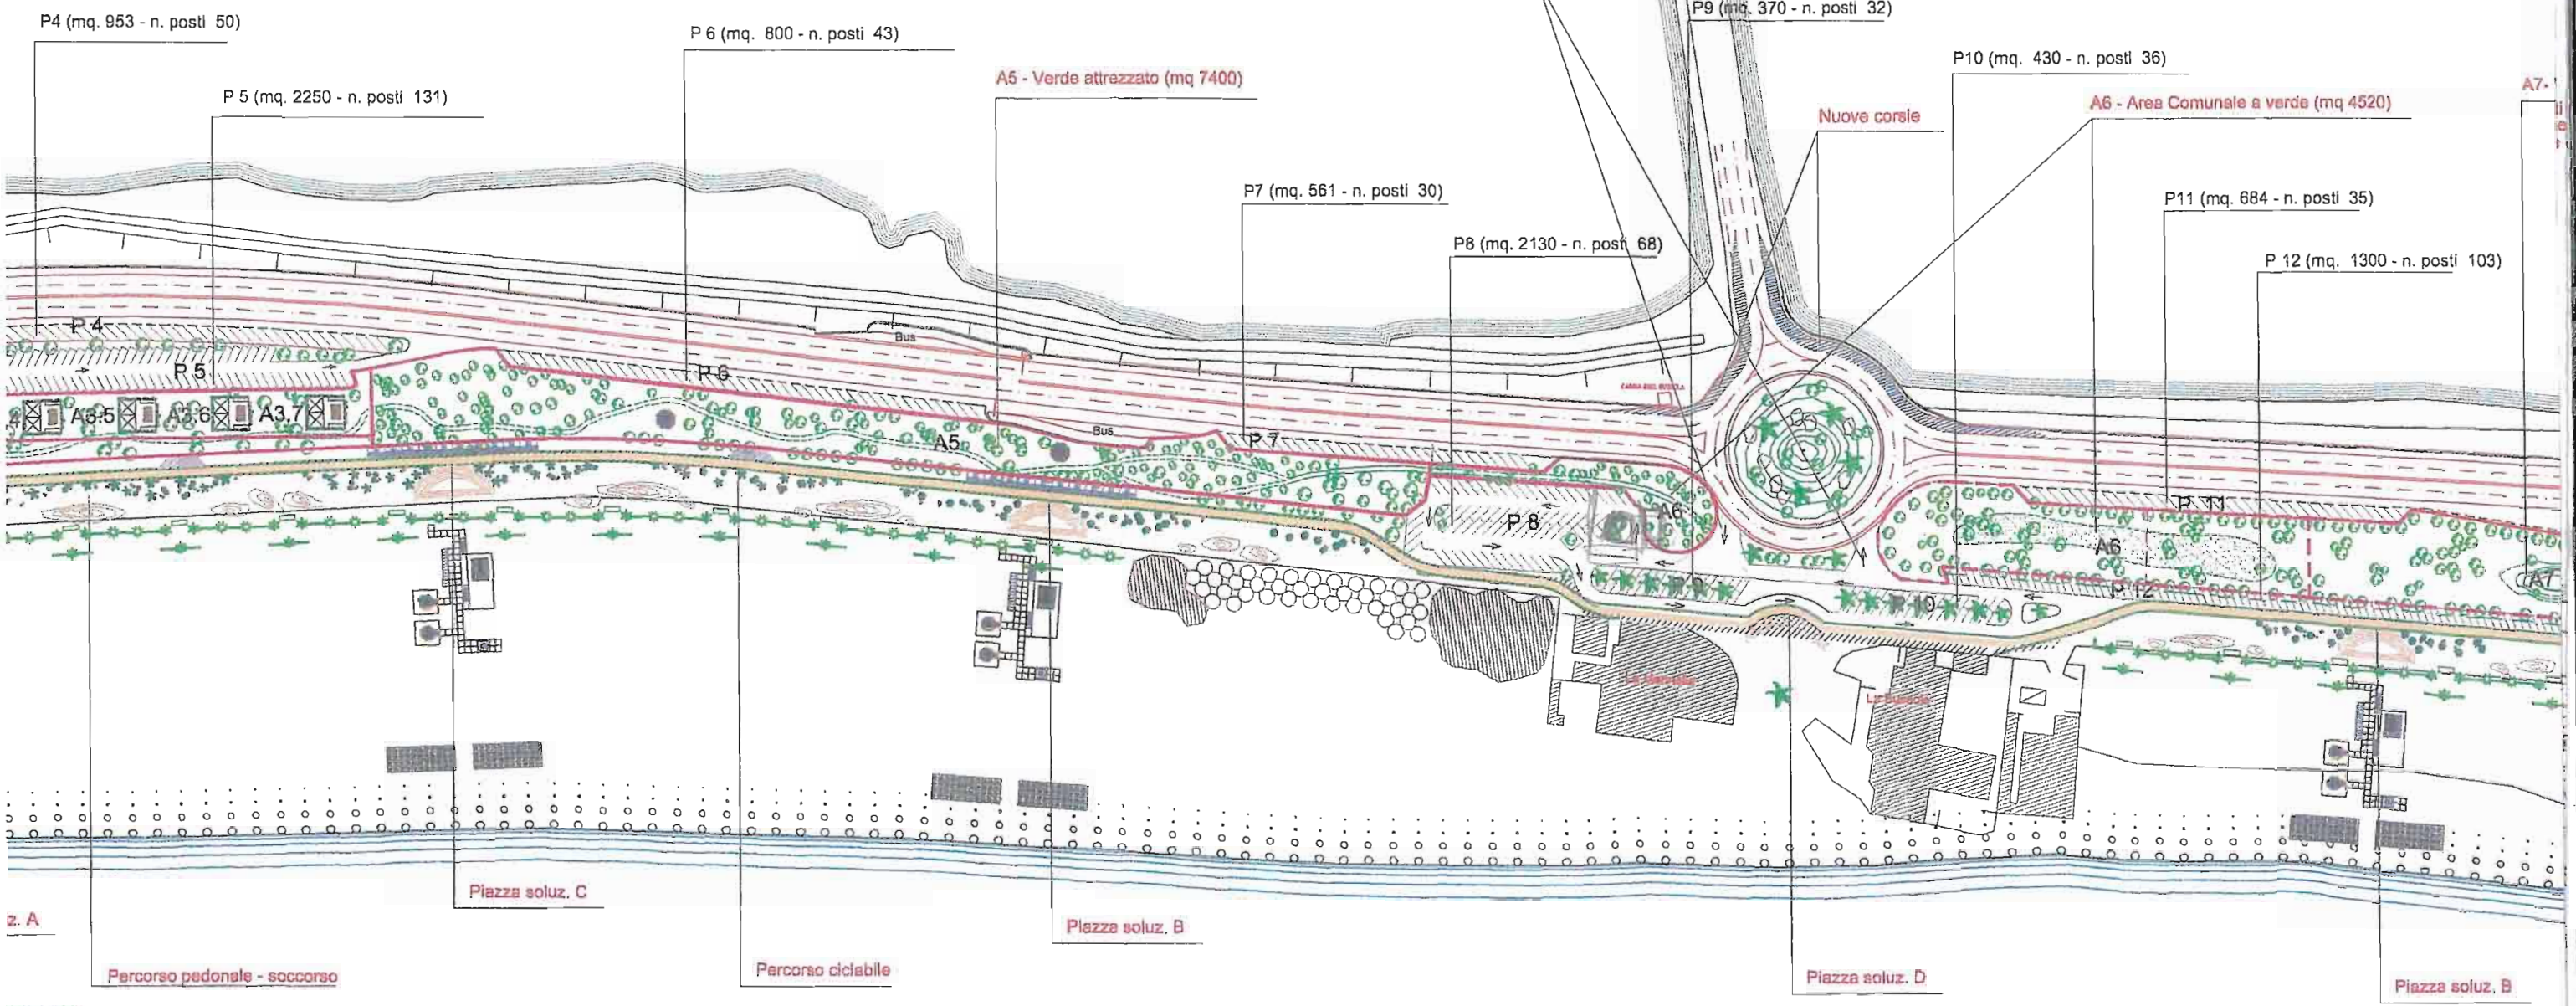 P4 (mq. 953 - n. posti 50)
P 5 (mq. 2250 - n. posti 131)
P 6 (mq. 800 - n. posti 43)
A5 - Verde attrezzato (mq 7400)
P7 (mq. 561 - n. posti 30)
P8 (mq. 2130 - n. posti 68)
P9 (mq. 370 - n. posti 32)
Nuove corsie
P10 (mq. 430 - n. posti 36)
A6 - Area Comunale a verde (mq 4520)
P11 (mq. 684 - n. posti 35)
P 12 (mq. 1300 - n. posti 103)
A7-
P 4
P 5
P 6
Bus
Bus
A3.5
A3.6
A3.7
A5
P 7
P 8
A6
P 9
P 10
P 11
A6
P 12
A7
z. A
Percorso pedonale - soccorso
Piazza soluz. C
Percorso ciclabile
Piazza soluz. B
Piazza soluz. D
Piazza soluz. B